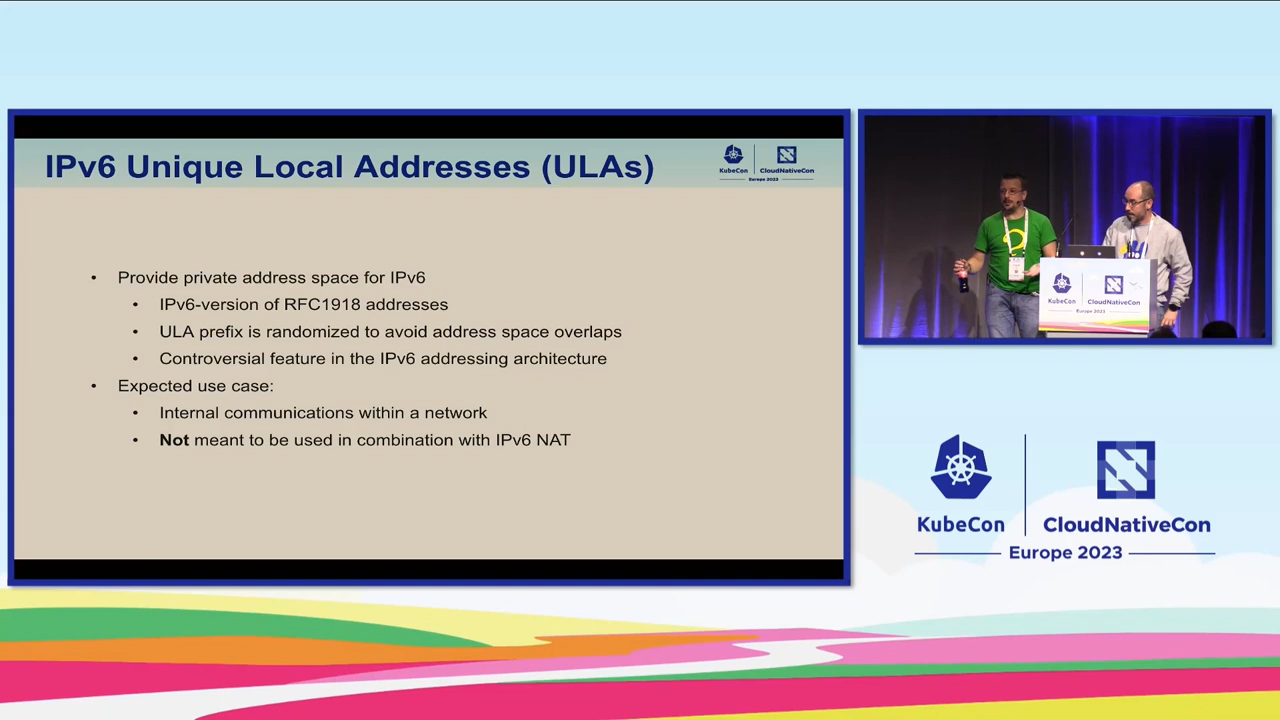 IPv6 Unique Local Addresses (ULAs)
KubeCon
CloudNativeCon
Europe 2023
• Provide private address space for IPv6
• IPv6-version of RFC1918 addresses
• ULA prefix is randomized to avoid address space overlaps
• Controversial feature in the IPv6 addressing architecture
• Expected use case:
• Internal communications within a network
• Not meant to be used in combination with IPv6 NAT
KubeCon
CloudNativeCon
Europe 2023
KubeCon
CloudNativeCon
Europe 2023